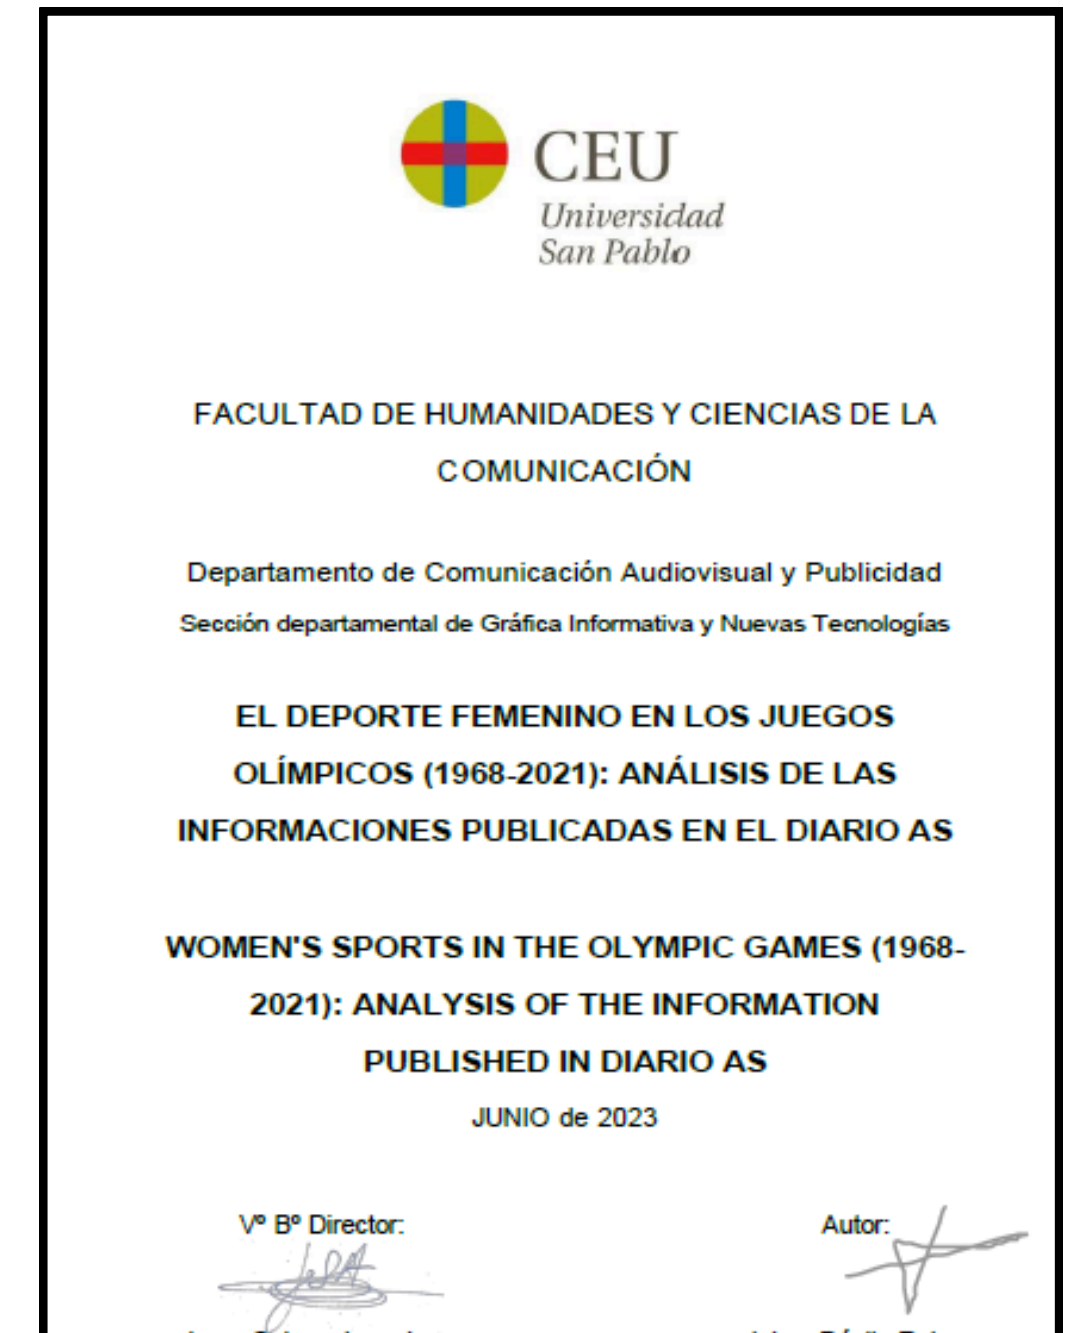 CEU
Universidad
San Pablo
FACULTAD DE HUMANIDADES Y CIENCIAS DE LA
COMUNICACIÓN
Departamento de Comunicación Audiovisual y Publicidad
Sección departamental de Gráfica Informativa y Nuevas Tecnologías
EL DEPORTE FEMENINO EN LOS JUEGOS
OLÍMPICOS (1968-2021): ANÁLISIS DE LAS
INFORMACIONES PUBLICADAS EN EL DIARIO AS
WOMEN'S SPORTS IN THE OLYMPIC GAMES (1968-
2021): ANALYSIS OF THE INFORMATION
PUBLISHED IN DIARIO AS
JUNIO de 2023
Vº Bº Director:
Autor: